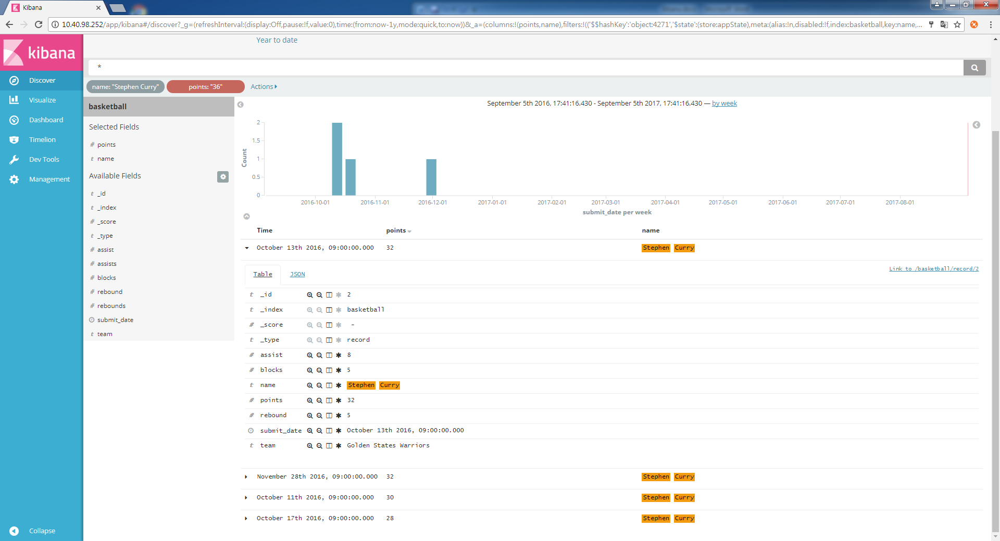 Kibana
10.40.98.252/app/kibana#/discover?_g=(refreshInterval:(display:Off,pause:!f,value:0),time:(from:now-1y,mode:quick,to:now))&_a=(columns:!(points,name),filters:!(('$$hashKey':'object:4271','$state':(store:appState),meta:(alias:!n,disabled:!f,index:basketball,key:name,...
kibana
Discover
Visualize
Dashboard
Timelion
Dev Tools
Management
Collapse
Year to date
*
name: "Stephen Curry"
points: "36"
Actions
basketball
Selected Fields
# points
t name
Available Fields
t _id
t _index
# _score
t _type
# assist
# assists
# blocks
# rebound
# rebounds
submit_date
t team
September 5th 2016, 17:41:16.430 - September 5th 2017, 17:41:16.430 — by week
Count
2
1.5
1
0.5
0
2016-10-01 2016-11-01 2016-12-01 2017-01-01 2017-02-01 2017-03-01 2017-04-01 2017-05-01 2017-06-01 2017-07-01 2017-08-01
submit_date per week
Time points name
October 13th 2016, 09:00:00.000 32 Stephen Curry
Table JSON Link to /basketball/record/2
t _id 2
t _index basketball
# _score -
t _type record
# assist 8
# blocks 5
t name Stephen Curry
# points 32
# rebound 5
submit_date October 13th 2016, 09:00:00.000
t team Golden States Warriors
November 28th 2016, 09:00:00.000 32 Stephen Curry
October 11th 2016, 09:00:00.000 30 Stephen Curry
October 17th 2016, 09:00:00.000 28 Stephen Curry